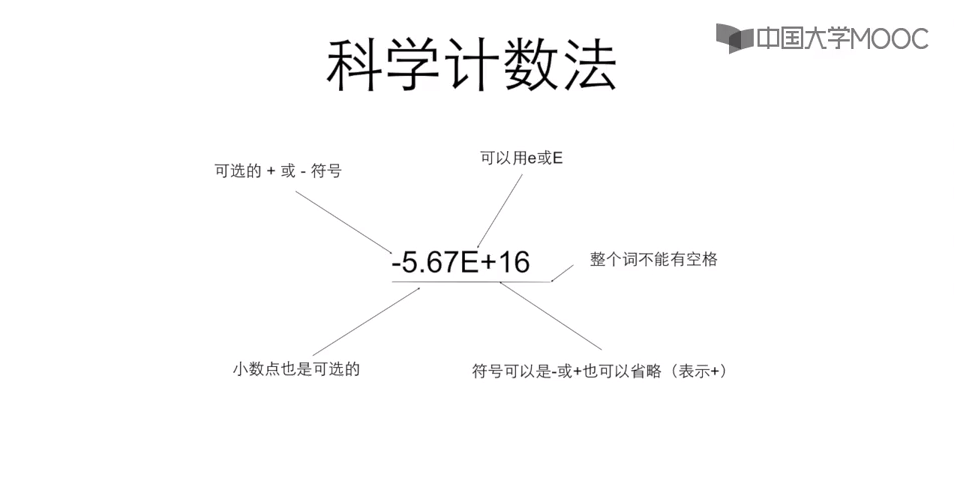 中国大学MOOC
科学计数法
可以用e或E
可选的 + 或 - 符号
-5.67E+16
整个词不能有空格
小数点也是可选的
符号可以是-或+也可以省略（表示+）